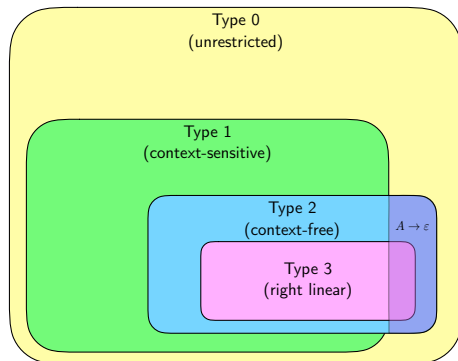 Type 0
(unrestricted)
Type 1
(context-sensitive)
Type 2
(context-free)
A → ε
Type 3
(right linear)